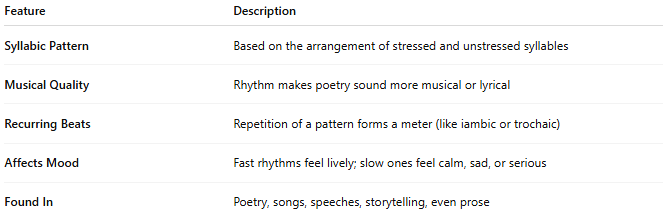 Feature Description
Syllabic Pattern Based on the arrangement of stressed and unstressed syllables
Musical Quality Rhythm makes poetry sound more musical or lyrical
Recurring Beats Repetition of a pattern forms a meter (like iambic or trochaic)
Affects Mood Fast rhythms feel lively; slow ones feel calm, sad, or serious
Found In Poetry, songs, speeches, storytelling, even prose